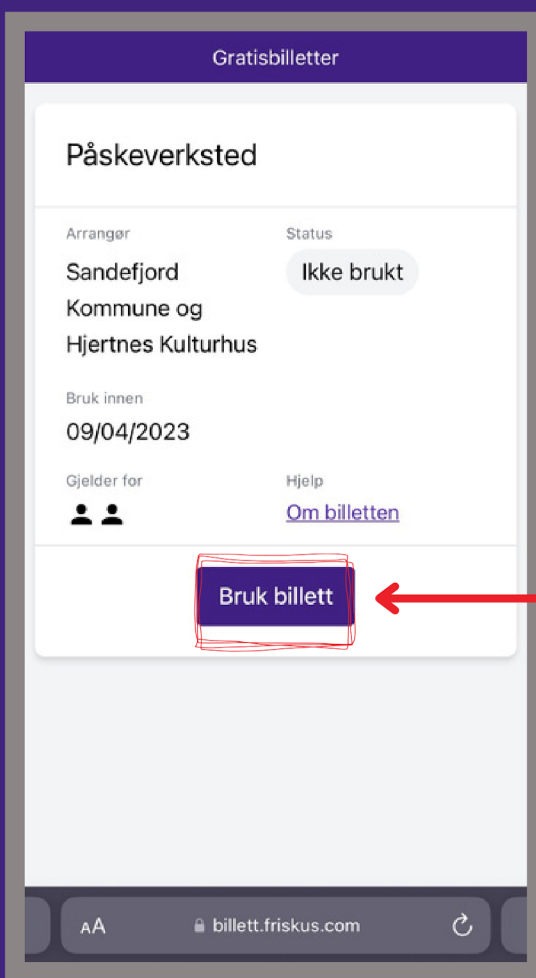 Gratisbilletter
Påskeverksted
Arrangør
Sandefjord
Kommune og
Hjertnes Kulturhus
Status
Ikke brukt
Bruk innen
09/04/2023
Gjelder for
Hjelp
Om billetten
Bruk billett
AA
billett.friskus.com